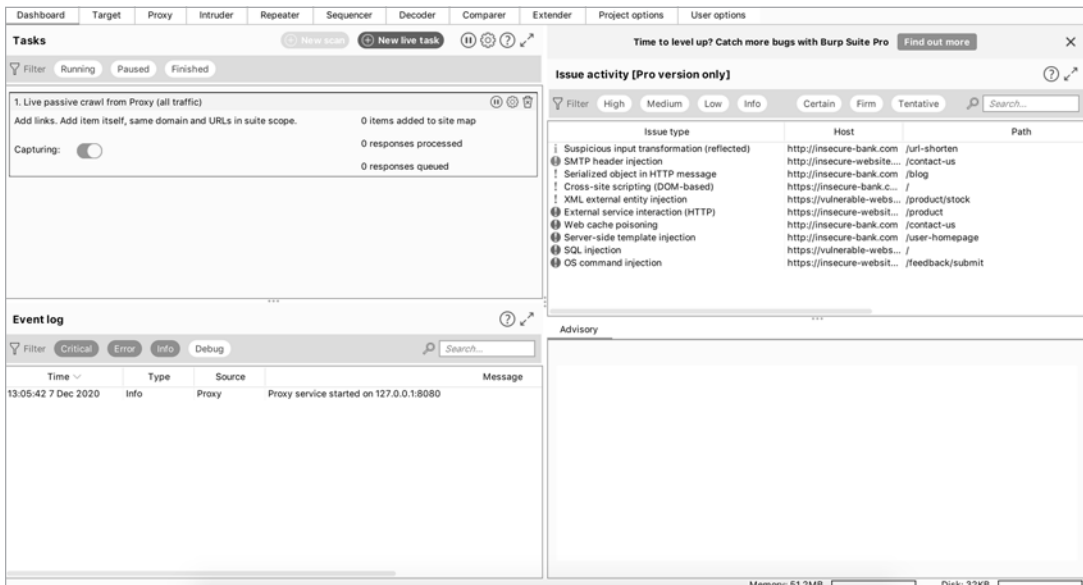 Dashboard Target Proxy Intruder Repeater Sequencer Decoder Comparer Extender Project options User options
Tasks
New scan
New live task
Filter Running Paused Finished
1. Live passive crawl from Proxy (all traffic)
Add links. Add item itself, same domain and URLs in suite scope.
0 items added to site map
Capturing:
0 responses processed
0 responses queued
Event log
Filter Critical Error Info Debug
Search...
Time Type Source Message
13:05:42 7 Dec 2020 Info Proxy Proxy service started on 127.0.0.1:8080
Time to level up? Catch more bugs with Burp Suite Pro Find out more
Issue activity [Pro version only]
Filter High Medium Low Info Certain Firm Tentative Search...
Issue type Host Path
Suspicious input transformation (reflected) http://insecure-bank.com /url-shorten
SMTP header injection http://insecure-website.... /contact-us
Serialized object in HTTP message http://insecure-bank.com /blog
Cross-site scripting (DOM-based) https://insecure-bank.c... /
XML external entity injection https://vulnerable-webs... /product/stock
External service interaction (HTTP) https://insecure-websit... /product
Web cache poisoning http://insecure-bank.com /contact-us
Server-side template injection http://insecure-bank.com /user-homepage
SQL injection https://vulnerable-webs... /
OS command injection https://insecure-websit... /feedback/submit
Advisory
Memory: 51.2MB Disk: 32KB